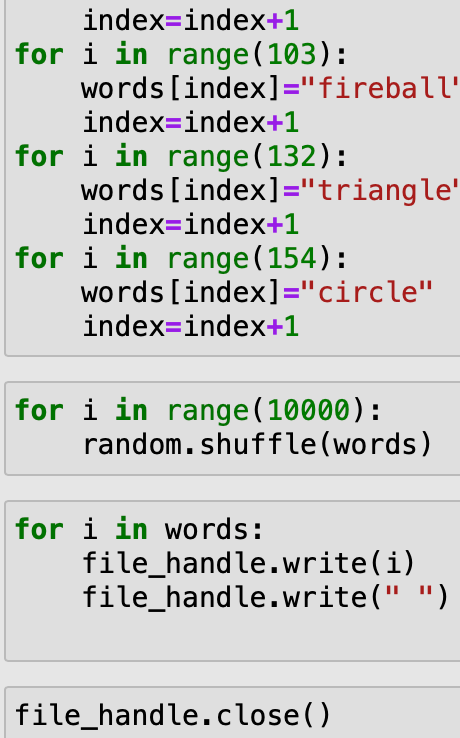 index=index+1
for i in range(103):
    words[index]="fireball"
    index=index+1
for i in range(132):
    words[index]="triangle"
    index=index+1
for i in range(154):
    words[index]="circle"
    index=index+1
for i in range(10000):
    random.shuffle(words)
for i in words:
    file_handle.write(i)
    file_handle.write(" ")
file_handle.close()